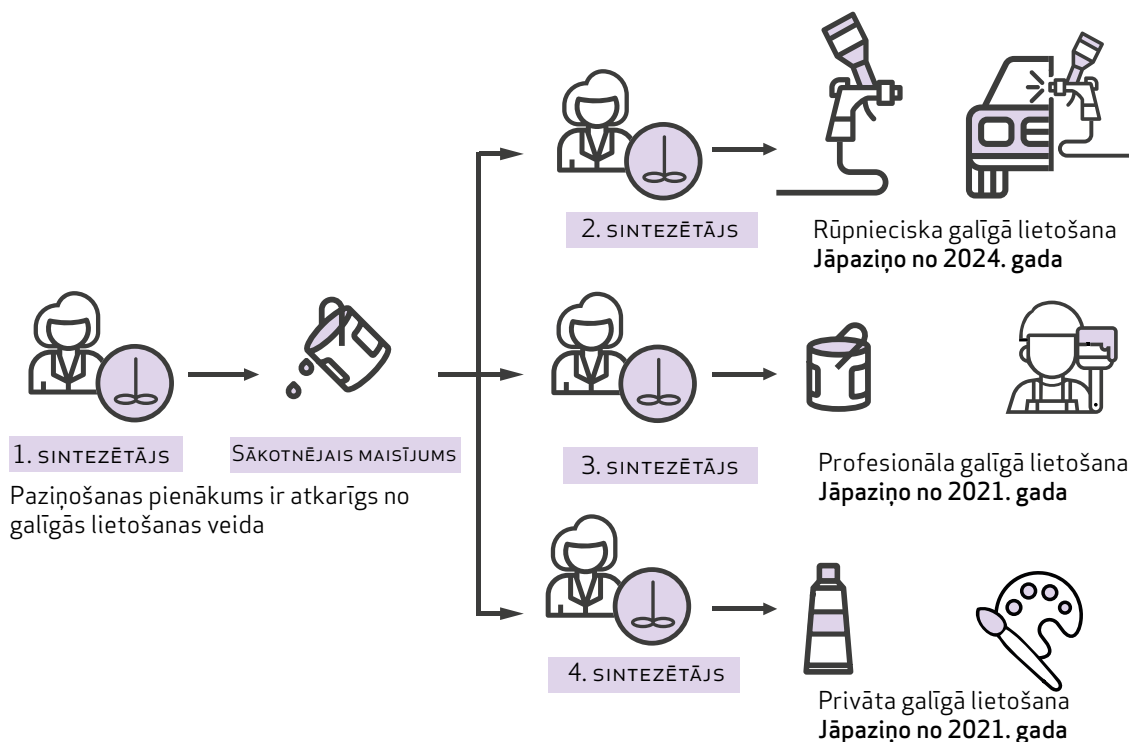 2. SINTEZĒTĀJS
Rūpnieciska galīgā lietošana
Jāpaziņo no 2024. gada
1. SINTEZĒTĀJS
SĀKOTNĒJAIS MAISĪJUMS
Paziņošanas pienākums ir atkarīgs no
galīgās lietošanas veida
3. SINTEZĒTĀJS
Profesionāla galīgā lietošana
Jāpaziņo no 2021. gada
4. SINTEZĒTĀJS
Privāta galīgā lietošana
Jāpaziņo no 2021. gada